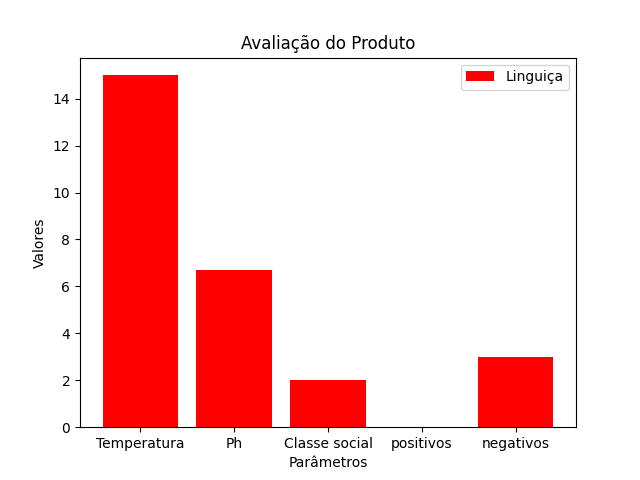 Avaliação do Produto
Linguiça
Valores
14
12
10
8
6
4
2
0
Temperatura Ph Classe social positivos negativos
Parâmetros